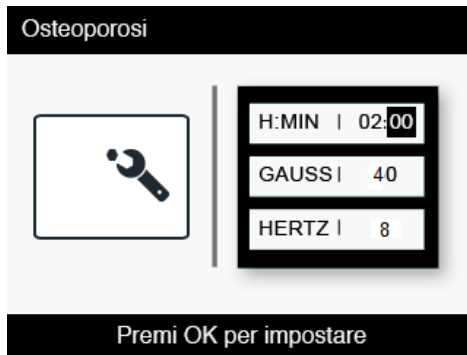 Osteoporosi
H:MIN | 02:00
GAUSS | 40
HERTZ | 8
Premi OK per impostare